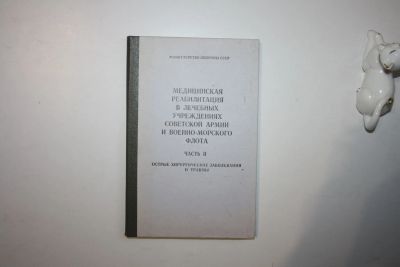 МИНИСТЕРСТВО ОБОРОНЫ СССР
МЕДИЦИНСКАЯ
РЕАБИЛИТАЦИЯ
В ЛЕЧЕБНЫХ
УЧРЕЖДЕНИЯХ
СОВЕТСКОЙ АРМИИ
И ВОЕННО-МОРСКОГО
ФЛОТА
ЧАСТЬ II
ОСТРЫЕ ХИРУРГИЧЕСКИЕ ЗАБОЛЕВАНИЯ
И ТРАВМЫ